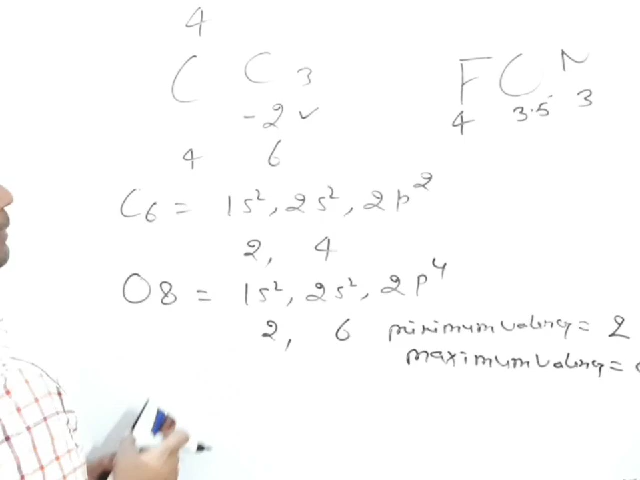 4
C C 3 F C N
-2 ✓ 4 3.5 3
4 6
C6 = 1s², 2s², 2p²
2, 4
O8 = 1s², 2s², 2p⁴
2, 6 minimum valency = 2
maximum valency =